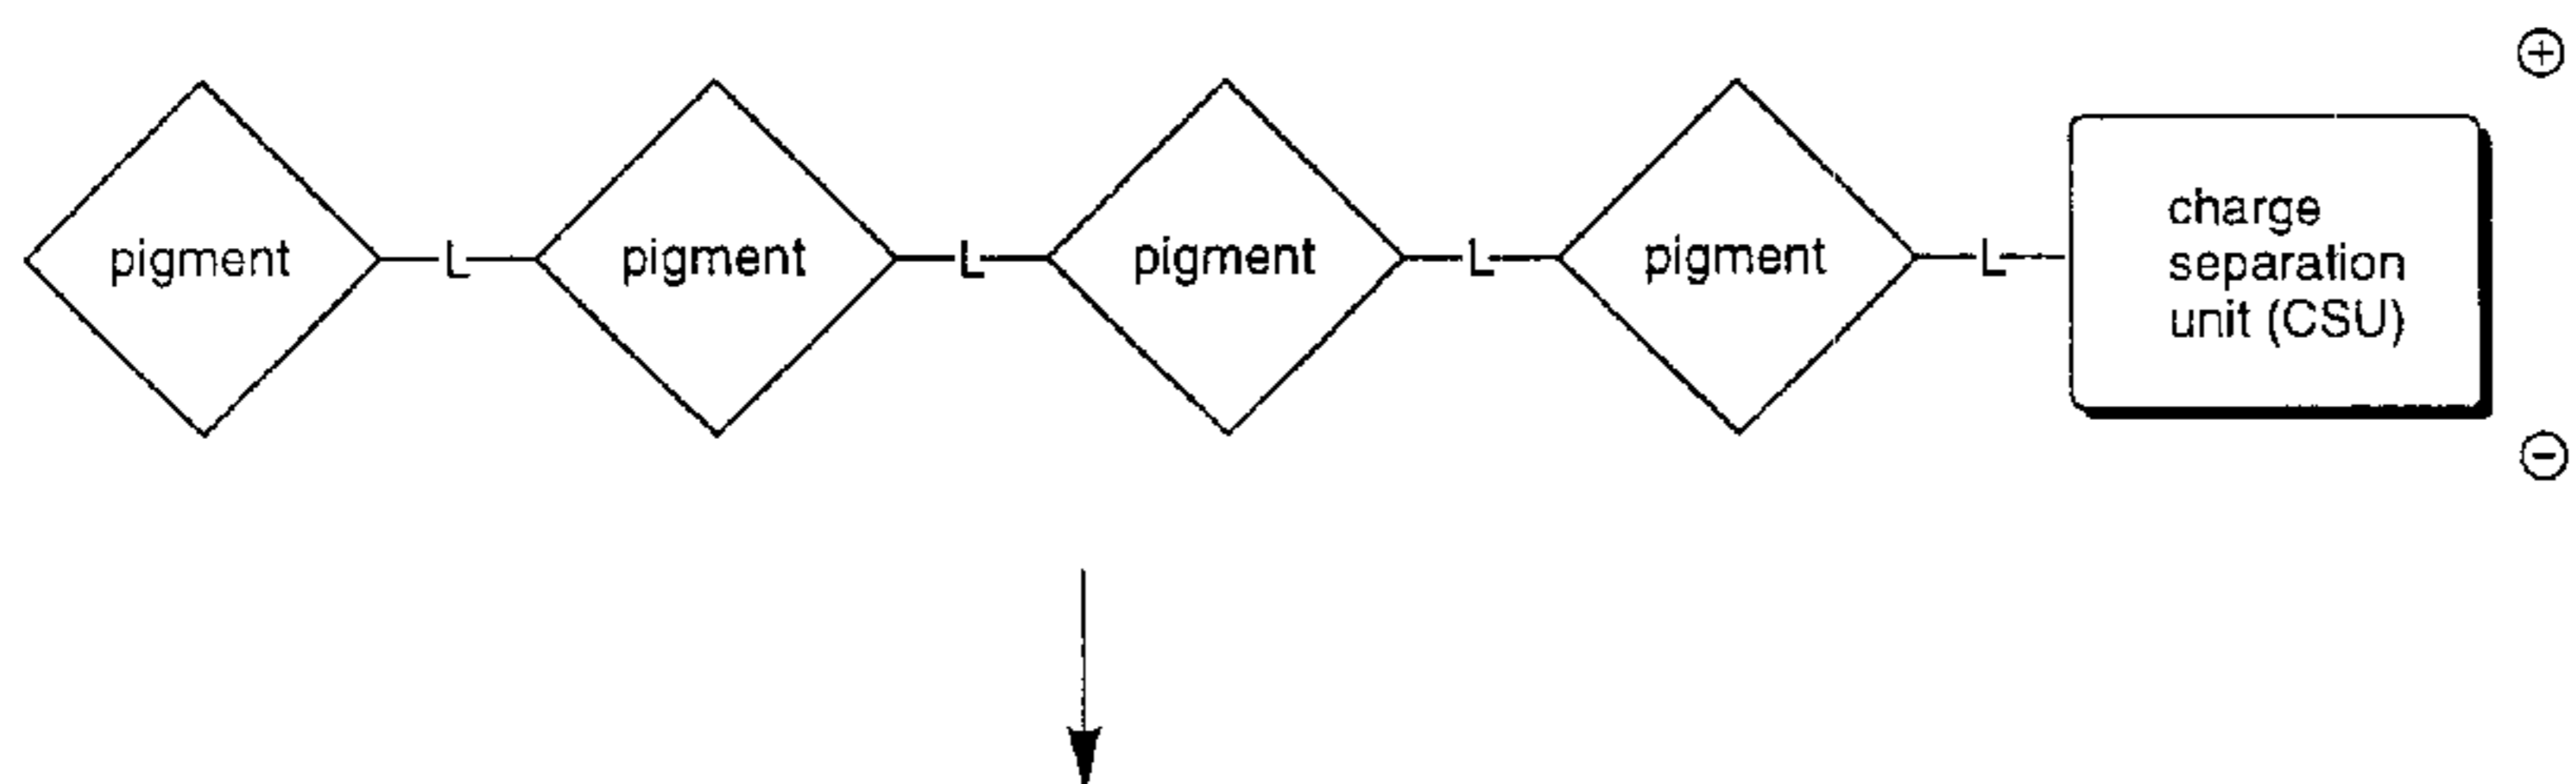 ⊕
pigment L pigment L pigment L pigment L
charge
separation
unit (CSU)
⊖